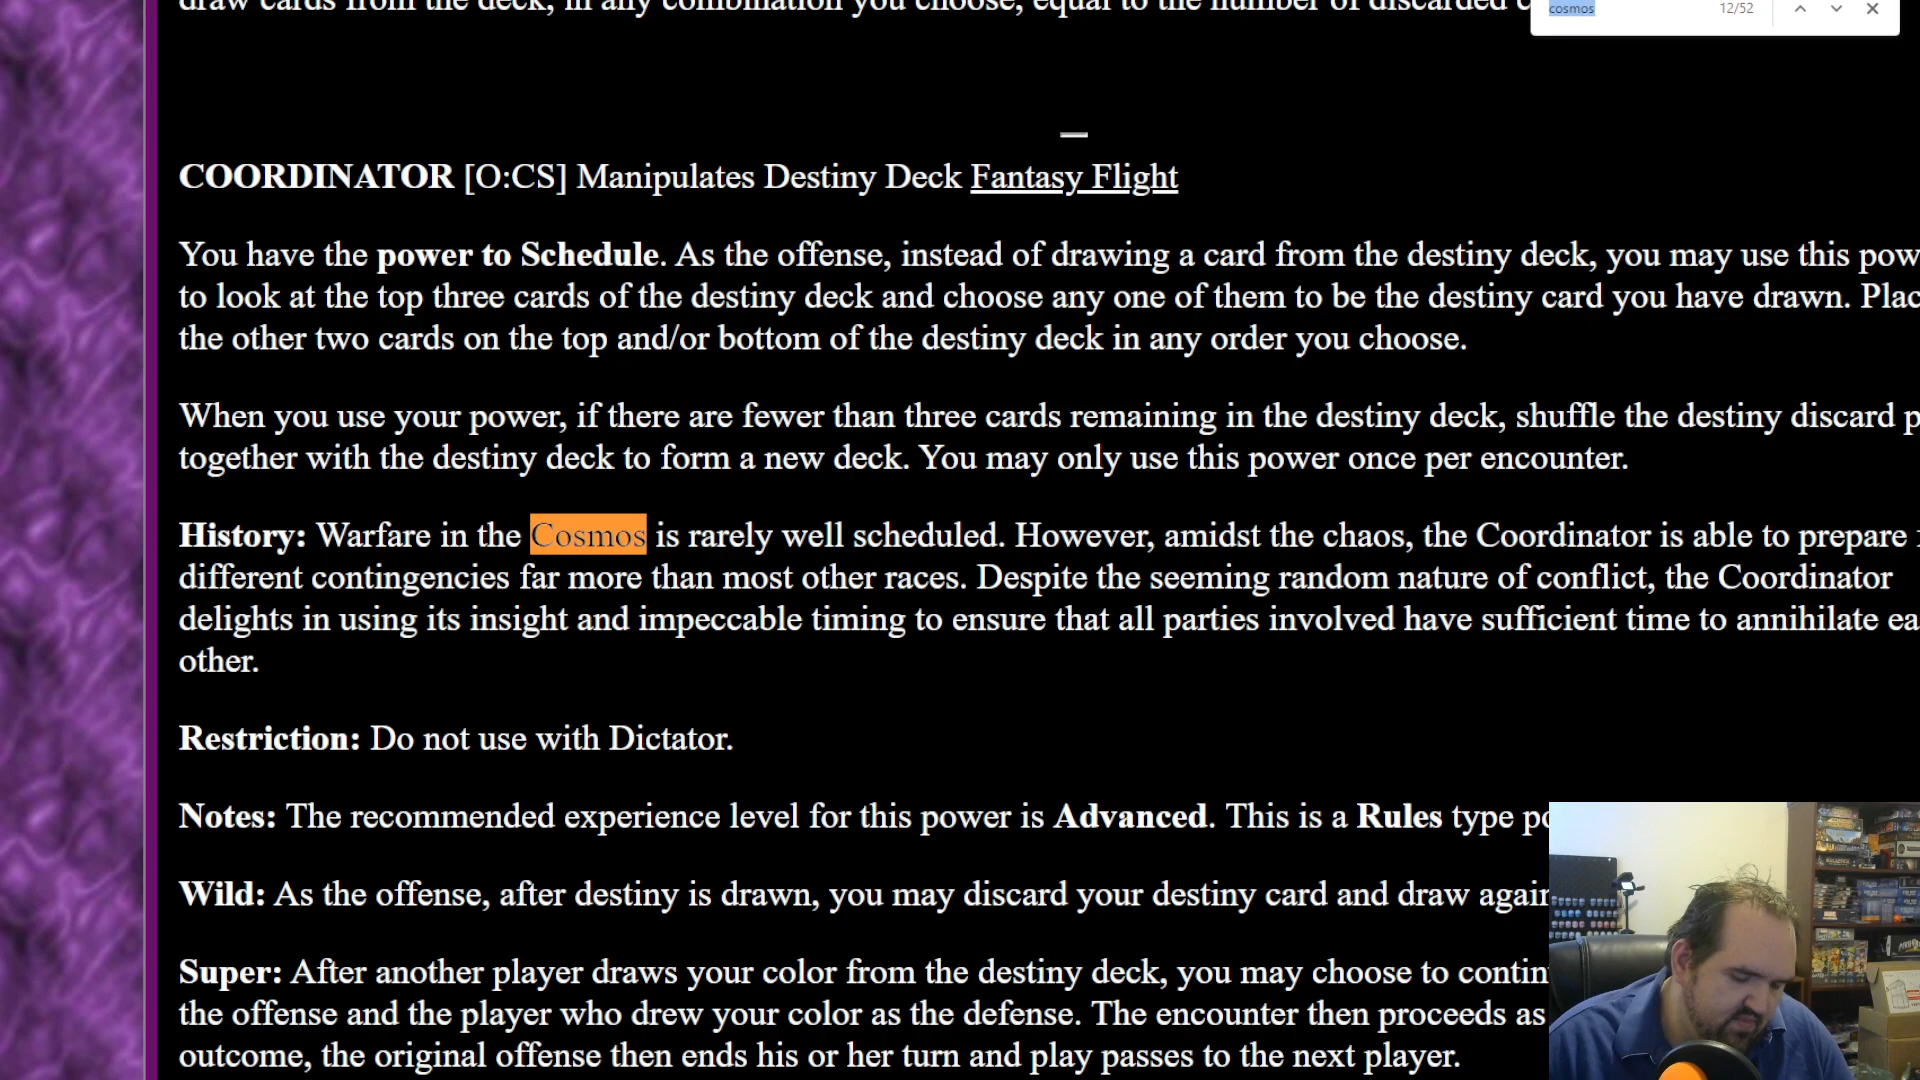 draw cards from the deck, in any combination you choose, equal to the number of discarded
cosmos 12/52
COORDINATOR [O:CS] Manipulates Destiny Deck Fantasy Flight
You have the power to Schedule. As the offense, instead of drawing a card from the destiny deck, you may use this pow
to look at the top three cards of the destiny deck and choose any one of them to be the destiny card you have drawn. Plac
the other two cards on the top and/or bottom of the destiny deck in any order you choose.
When you use your power, if there are fewer than three cards remaining in the destiny deck, shuffle the destiny discard p
together with the destiny deck to form a new deck. You may only use this power once per encounter.
History: Warfare in the Cosmos is rarely well scheduled. However, amidst the chaos, the Coordinator is able to prepare
different contingencies far more than most other races. Despite the seeming random nature of conflict, the Coordinator
delights in using its insight and impeccable timing to ensure that all parties involved have sufficient time to annihilate ea
other.
Restriction: Do not use with Dictator.
Notes: The recommended experience level for this power is Advanced. This is a Rules type po
Wild: As the offense, after destiny is drawn, you may discard your destiny card and draw again
Super: After another player draws your color from the destiny deck, you may choose to contin
the offense and the player who drew your color as the defense. The encounter then proceeds as
outcome, the original offense then ends his or her turn and play passes to the next player.